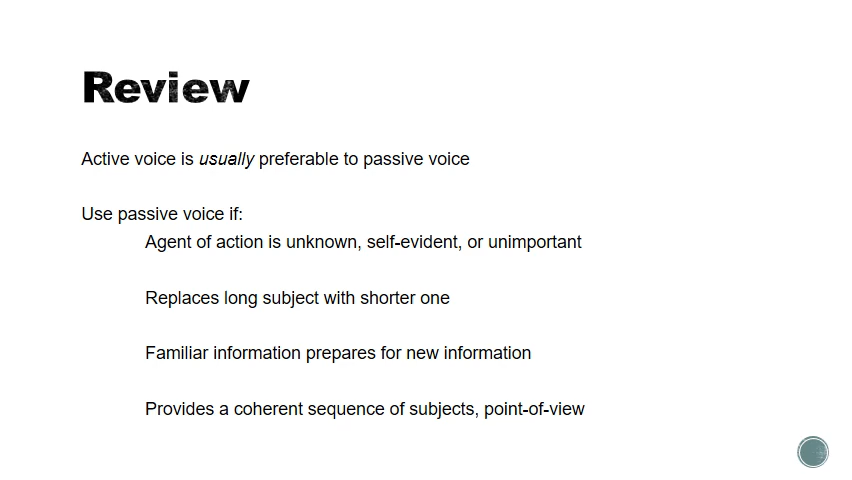 Review
Active voice is usually preferable to passive voice
Use passive voice if:
Agent of action is unknown, self-evident, or unimportant
Replaces long subject with shorter one
Familiar information prepares for new information
Provides a coherent sequence of subjects, point-of-view